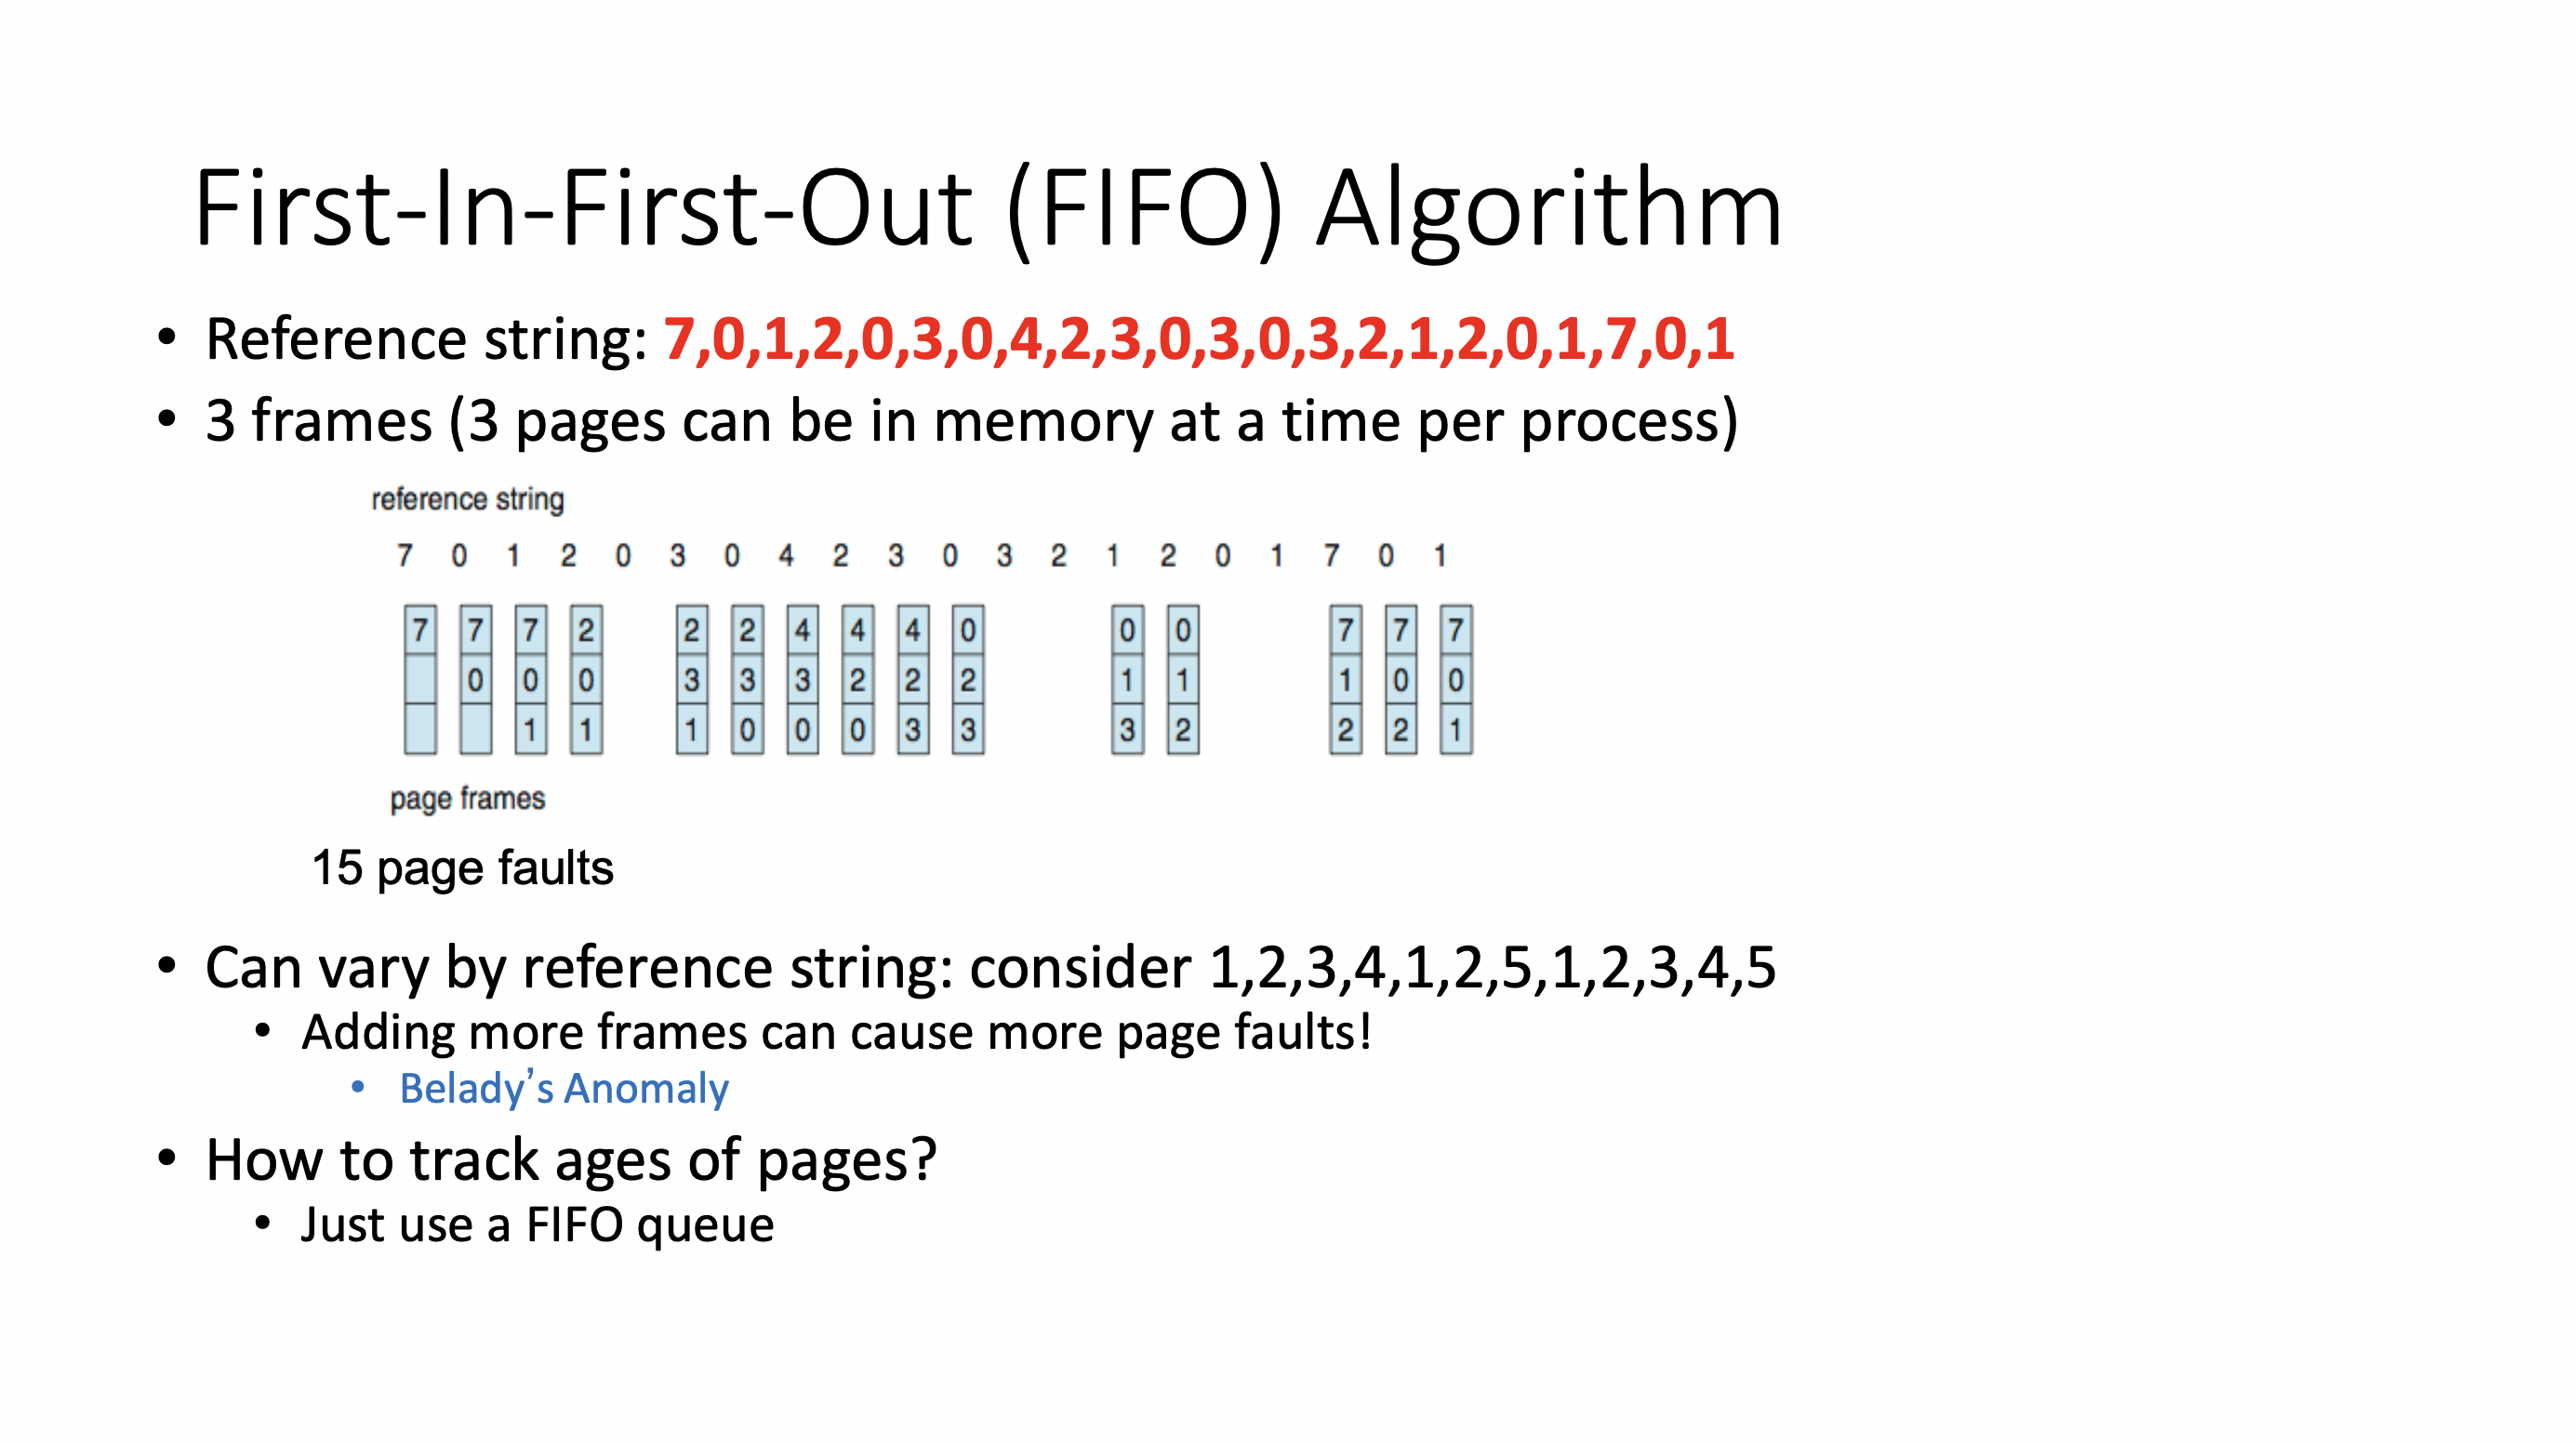 First-In-First-Out (FIFO) Algorithm
• Reference string: 7,0,1,2,0,3,0,4,2,3,0,3,0,3,2,1,2,0,1,7,0,1
• 3 frames (3 pages can be in memory at a time per process)
reference string
7 0 1 2 0 3 0 4 2 3 0 3 2 1 2 0 1 7 0 1
7 7 7 2 2 2 4 4 4 0 0 0 7 7 7
0 0 0 3 3 3 2 2 2 1 1 1 0 0
1 1 1 0 0 0 3 3 3 2 2 2 1
page frames
15 page faults
• Can vary by reference string: consider 1,2,3,4,1,2,5,1,2,3,4,5
• Adding more frames can cause more page faults!
• Belady’s Anomaly
• How to track ages of pages?
• Just use a FIFO queue